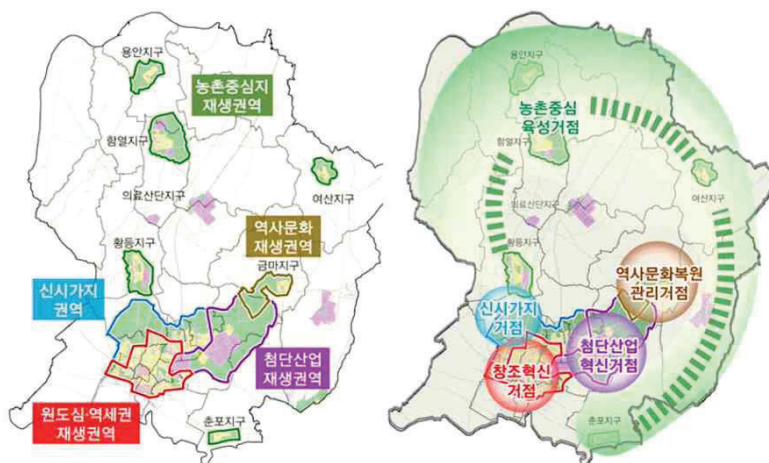 용안지구
농촌중심지
재생권역
함열지구
여산지구
의료산단지구
역사문화
재생권역
황등지구
금마지구
신시가지
권역
첨단산업
재생권역
원도심·역세권
재생권역
춘포지구
용안지구
농촌중심
육성거점
함열지구
여산지구
의료산단지구
황등지구
역사문화복원
관리거점
신시가지
거점
첨단산업
혁신거점
창조혁신
거점
춘포지구